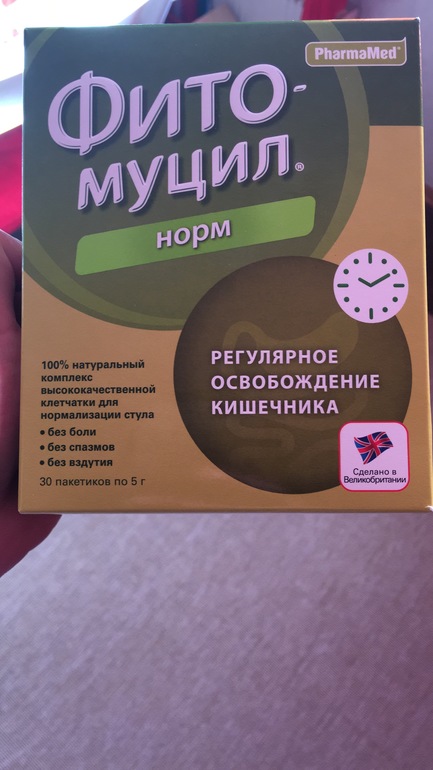 PharmaMed®
Фито-
муцил®
норм
РЕГУЛЯРНОЕ
ОСВОБОЖДЕНИЕ
КИШЕЧНИКА
100% натуральный
комплекс
высококачественной
клетчатки для
нормализации стула
• без боли
• без спазмов
• без вздутия
30 пакетиков по 5 г
Сделано в
Великобритании